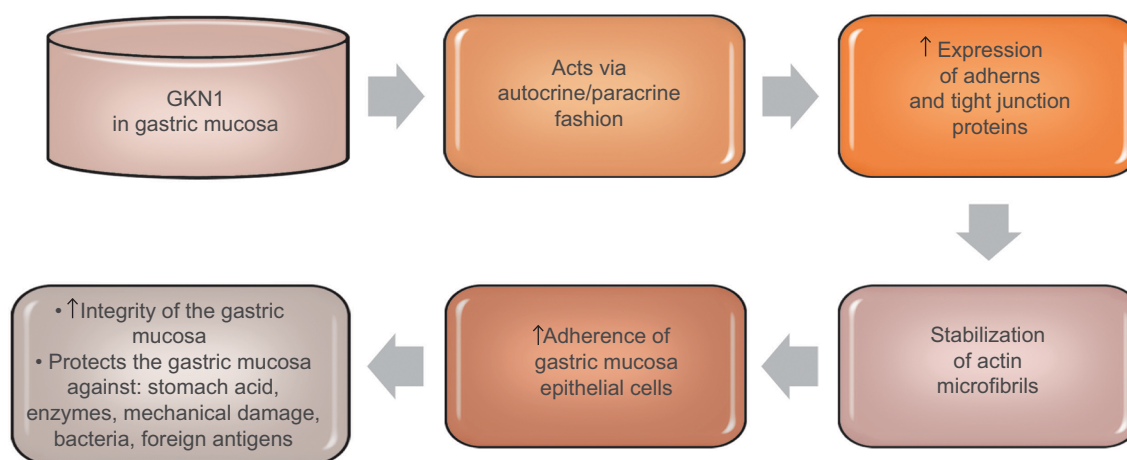 GKN1
in gastric mucosa
Acts via
autocrine/paracrine
fashion
↑ Expression
of adherns
and tight junction
proteins
Stabilization
of actin
microfibrils
↑Adherence of
gastric mucosa
epithelial cells
• ↑Integrity of the gastric
mucosa
• Protects the gastric mucosa
against: stomach acid,
enzymes, mechanical damage,
bacteria, foreign antigens